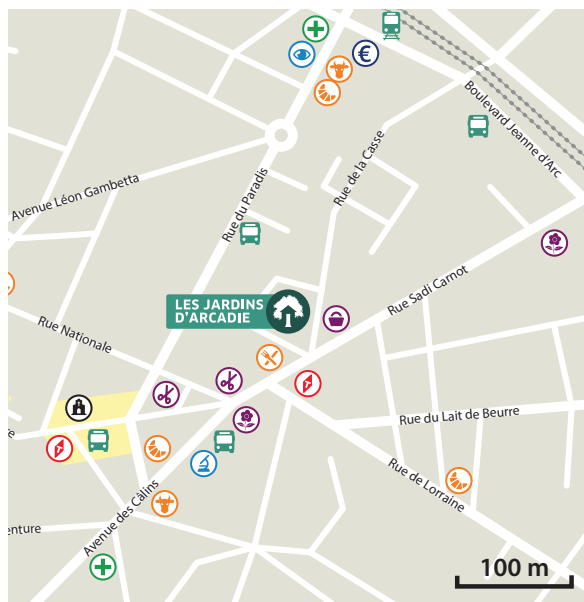 €
Boulevard Jeanne d'Arc
Rue de la Casse
Avenue Léon Gambetta
Rue du Paradis
Rue Sadi Carnot
LES JARDINS
D'ARCADIE
Rue Nationale
Rue du Lait de Beurre
Rue de Lorraine
Avenue des Câlins
enture
100 m